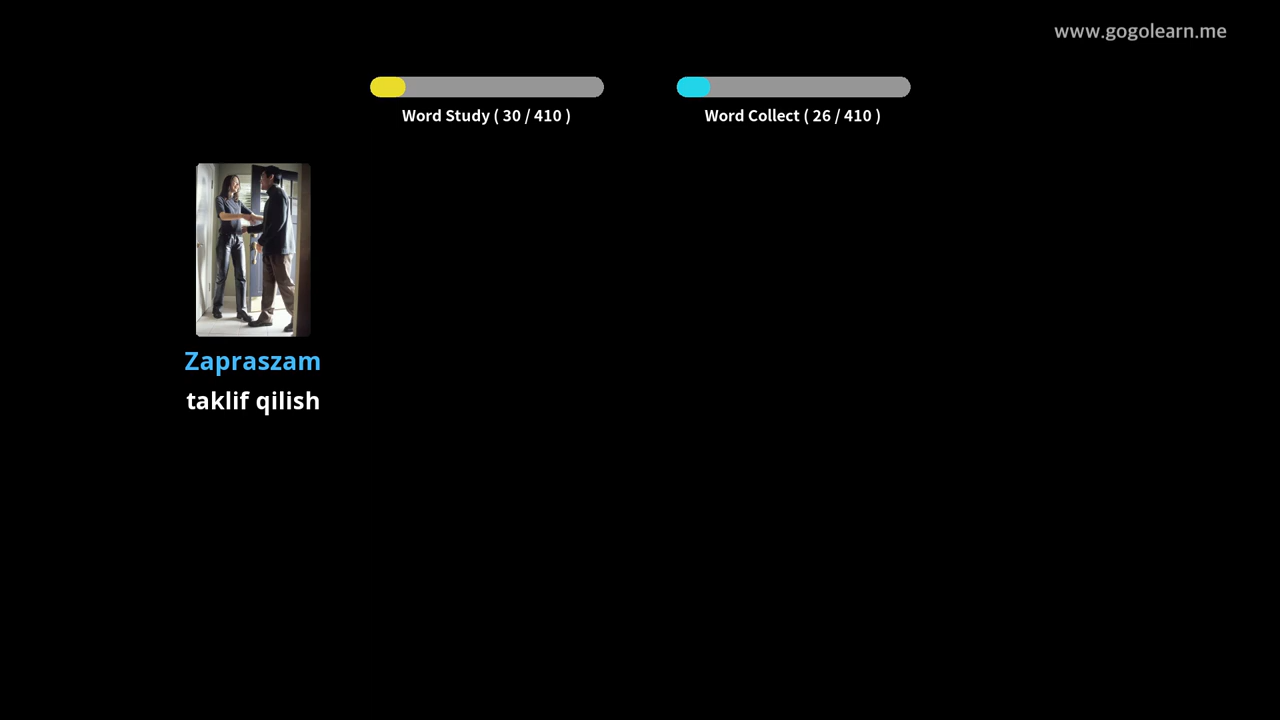 www.gogolearn.me
Word Study ( 30 / 410 )
Word Collect ( 26 / 410 )
Zapraszam
taklif qilish